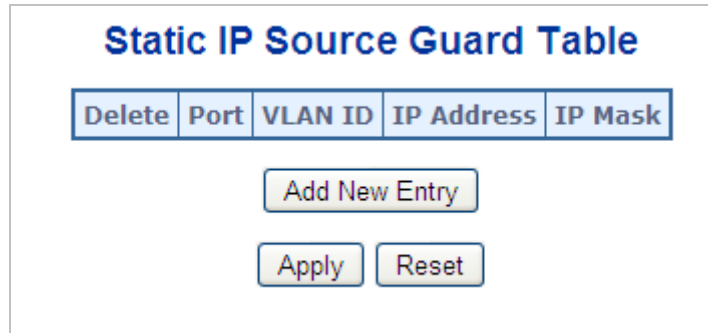 Static IP Source Guard Table
Delete Port VLAN ID IP Address IP Mask
Add New Entry
Apply Reset